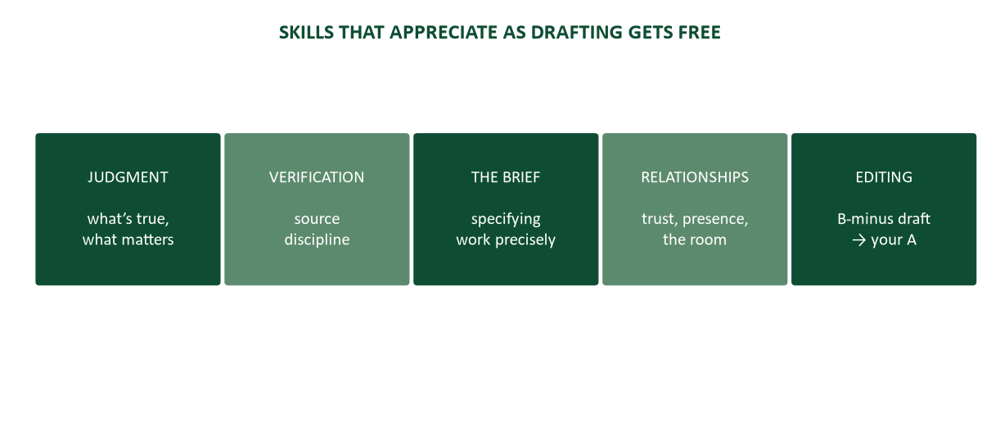 SKILLS THAT APPRECIATE AS DRAFTING GETS FREE
JUDGMENT
what’s true,
what matters
VERIFICATION
source
discipline
THE BRIEF
specifying
work precisely
RELATIONSHIPS
trust, presence,
the room
EDITING
B-minus draft
→ your A